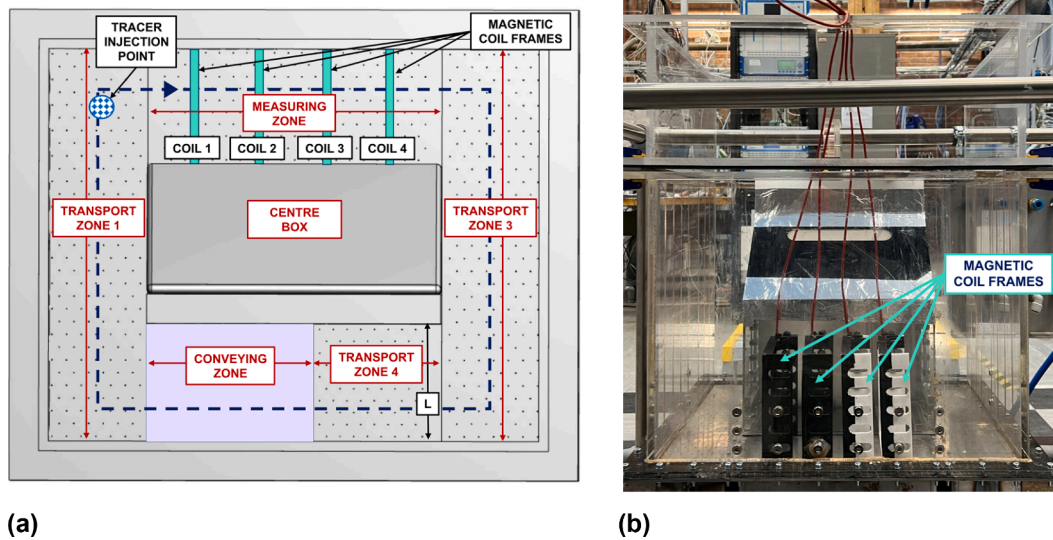 TRACER
INJECTION
POINT
MAGNETIC
COIL FRAMES
MEASURING
ZONE
COIL 1
COIL 2
COIL 3
COIL 4
TRANSPORT
ZONE 1
CENTRE
BOX
TRANSPORT
ZONE 3
CONVEYING
ZONE
TRANSPORT
ZONE 4
L
(a)
MAGNETIC
COIL FRAMES
(b)